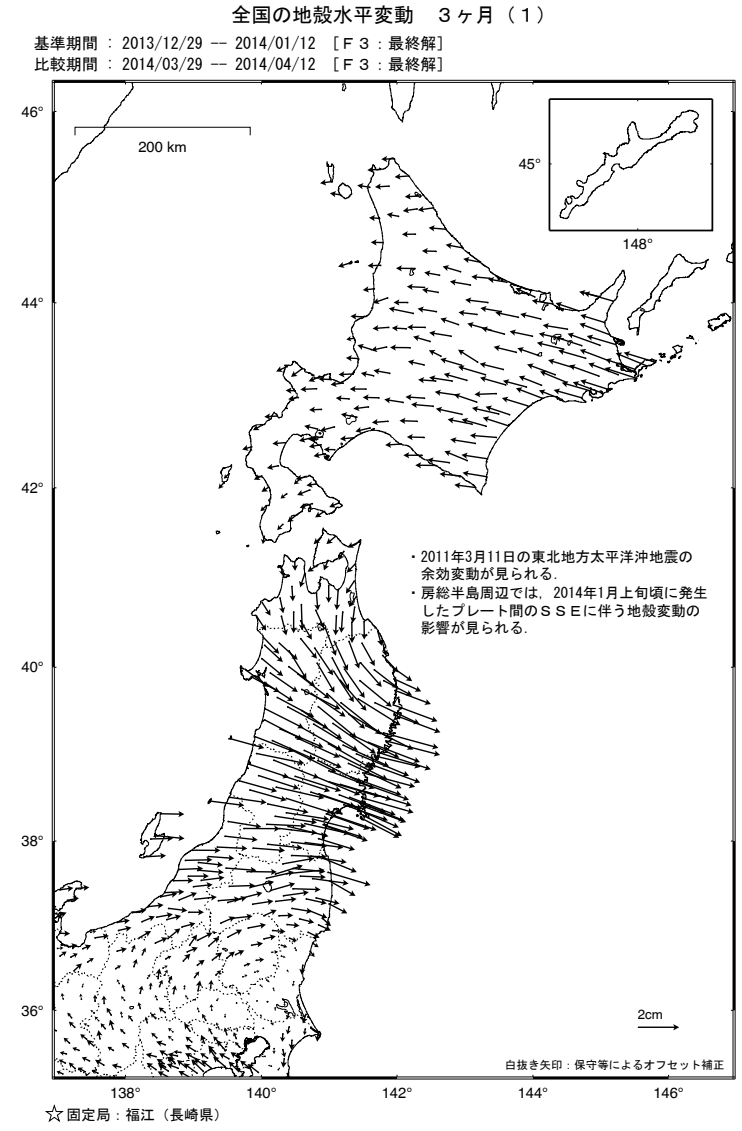 全国の地殻水平変動　３ヶ月（１）
基準期間 : 2013/12/29 -- 2014/01/12 ［Ｆ３：最終解］
比較期間 : 2014/03/29 -- 2014/04/12 ［Ｆ３：最終解］
46°
200 km
45°
148°
44°
42°
・2011年3月11日の東北地方太平洋沖地震の
余効変動が見られる.
・房総半島周辺では，2014年1月上旬頃に発生
したプレート間のＳＳＥに伴う地殻変動の
影響が見られる.
40°
38°
36°
2cm
白抜き矢印：保守等によるオフセット補正
138° 140° 142° 144° 146°
☆ 固定局：福江（長崎県）